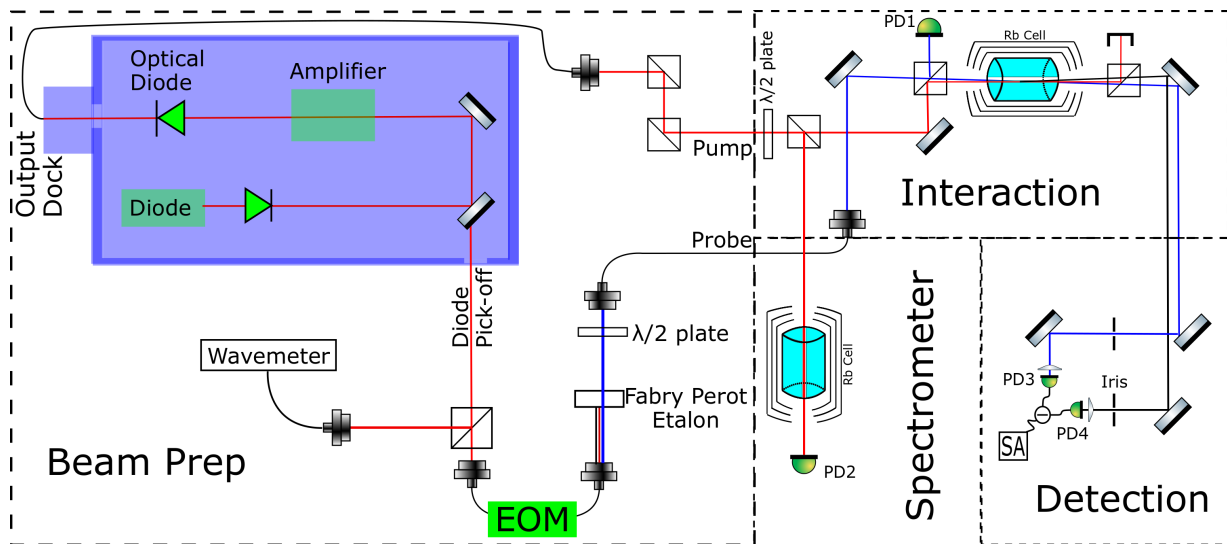 Optical
Diode
Amplifier
Output
Dock
Diode
Diode
Pick-off
Wavemeter
Beam Prep
EOM
Fabry Perot
Etalon
λ/2 plate
Probe
Pump
λ/2 plate
PD1
Rb Cell
Interaction
Rb Cell
PD2
Spectrometer
PD3
Iris
PD4
SA
Detection